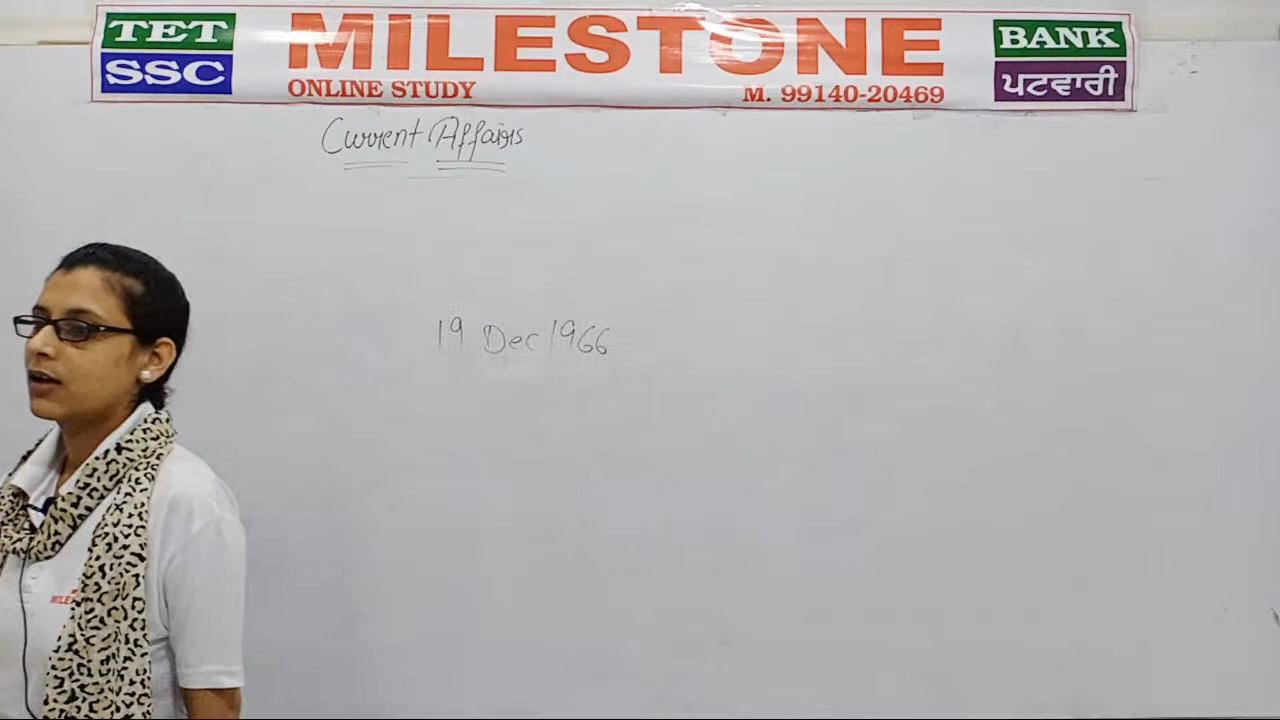 TET
SSC
MILESTONE
ONLINE STUDY
M. 99140-20469
BANK
ਪਟਵਾਰੀ
Current Affairs
19 Dec 1966